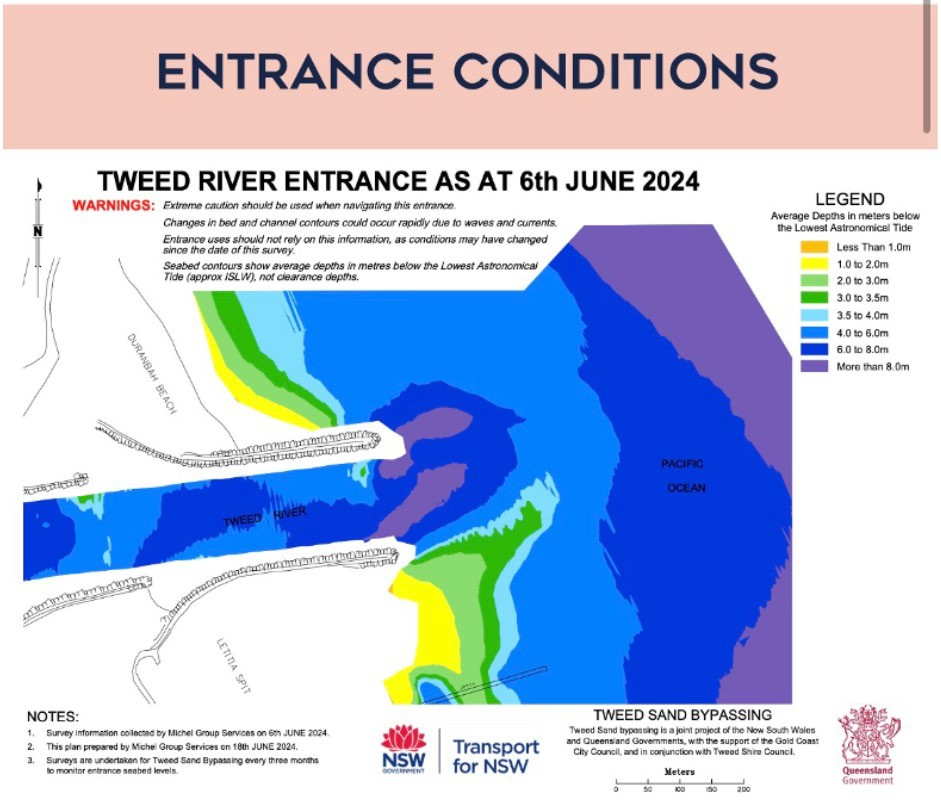 ENTRANCE CONDITIONS
TWEED RIVER ENTRANCE AS AT 6th JUNE 2024
WARNINGS: Extreme caution should be used when navigating this entrance.
Changes in bed and channel contours could occur rapidly due to waves and currents.
Entrance uses should not rely on this information, as conditions may have changed
since the date of this survey.
Seabed contours show average depths in metres below the Lowest Astronomical
Tide (approx ISLW), not clearance depths.
N
LEGEND
Average Depths in meters below
the Lowest Astronomical Tide
Less Than 1.0m
1.0 to 2.0m
2.0 to 3.0m
3.0 to 3.5m
3.5 to 4.0m
4.0 to 6.0m
6.0 to 8.0m
More than 8.0m
DURANBAH BEACH
PACIFIC
OCEAN
TWEED RIVER
LETITIA SPIT
NOTES:
1. Survey information collected by Michel Group Services on 6th JUNE 2024.
2. This plan prepared by Michel Group Services on 18th JUNE 2024.
3. Surveys are undertaken for Tweed Sand Bypassing every three months
to monitor entrance seabed levels.
NSW
GOVERNMENT
Transport
for NSW
TWEED SAND BYPASSING
Tweed Sand bypassing is a joint project of the New South Wales
and Queensland Governments, with the support of the Gold Coast
City Council, and in conjunction with Tweed Shire Council.
Meters
0 50 100 150 200
Queensland
Government